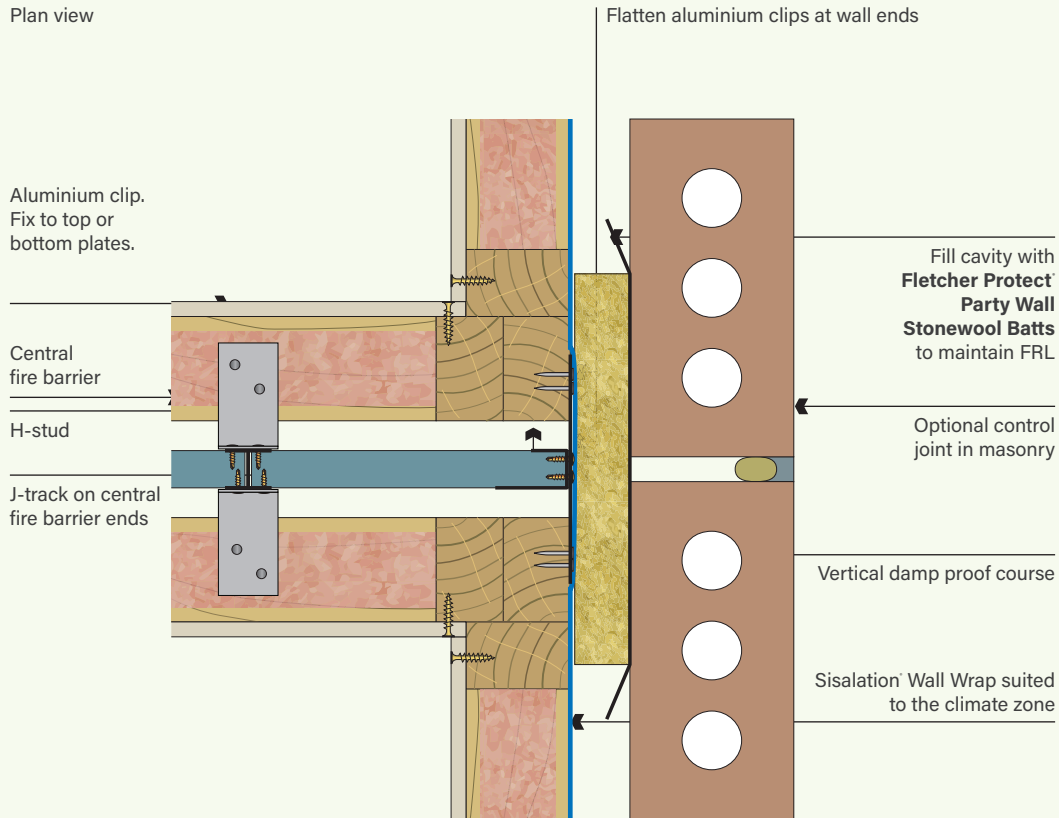 Plan view
Flatten aluminium clips at wall ends
Aluminium clip.
Fix to top or
bottom plates.
Central
fire barrier
H-stud
J-track on central
fire barrier ends
Fill cavity with
Fletcher Protect®
Party Wall
Stonewool Batts
to maintain FRL
Optional control
joint in masonry
Vertical damp proof course
Sisalation® Wall Wrap suited
to the climate zone